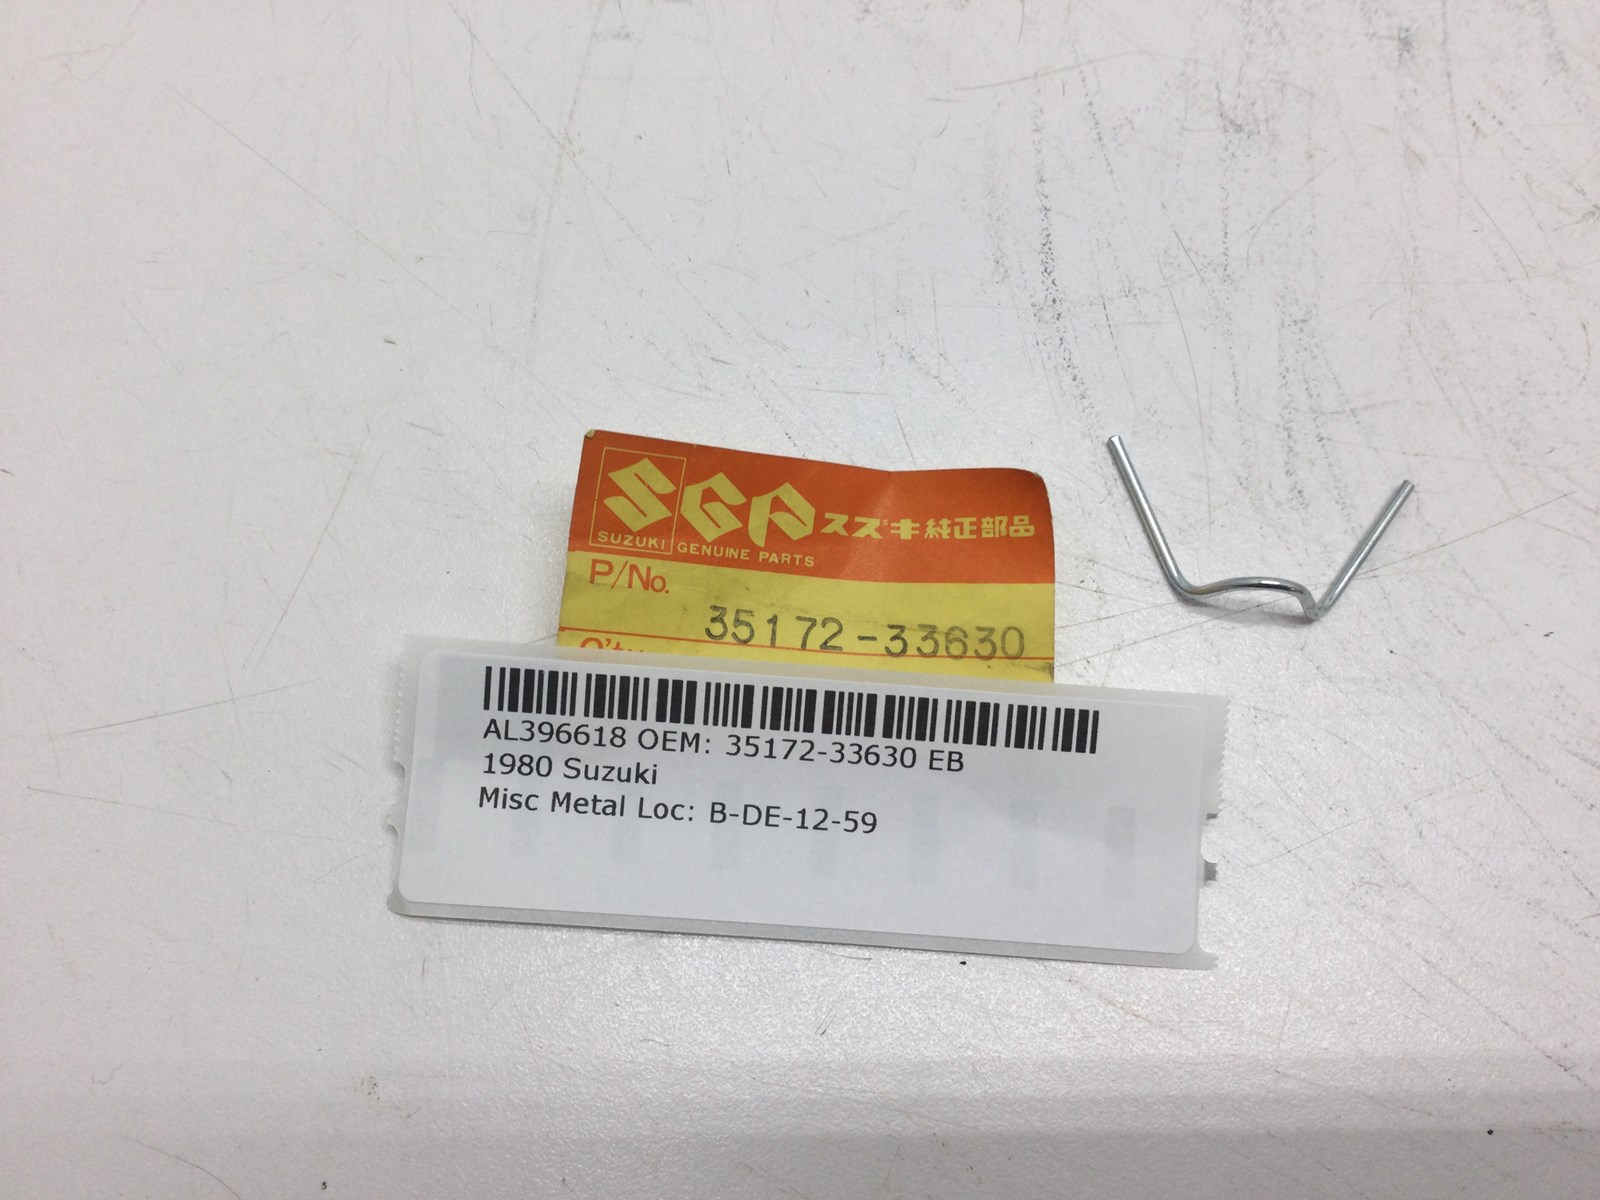 SGP スズキ純正部品
SUZUKI GENUINE PARTS
P/No.
35172-33630
Q'ty
AL396618 OEM: 35172-33630 EB
1980 Suzuki
Misc Metal Loc: B-DE-12-59